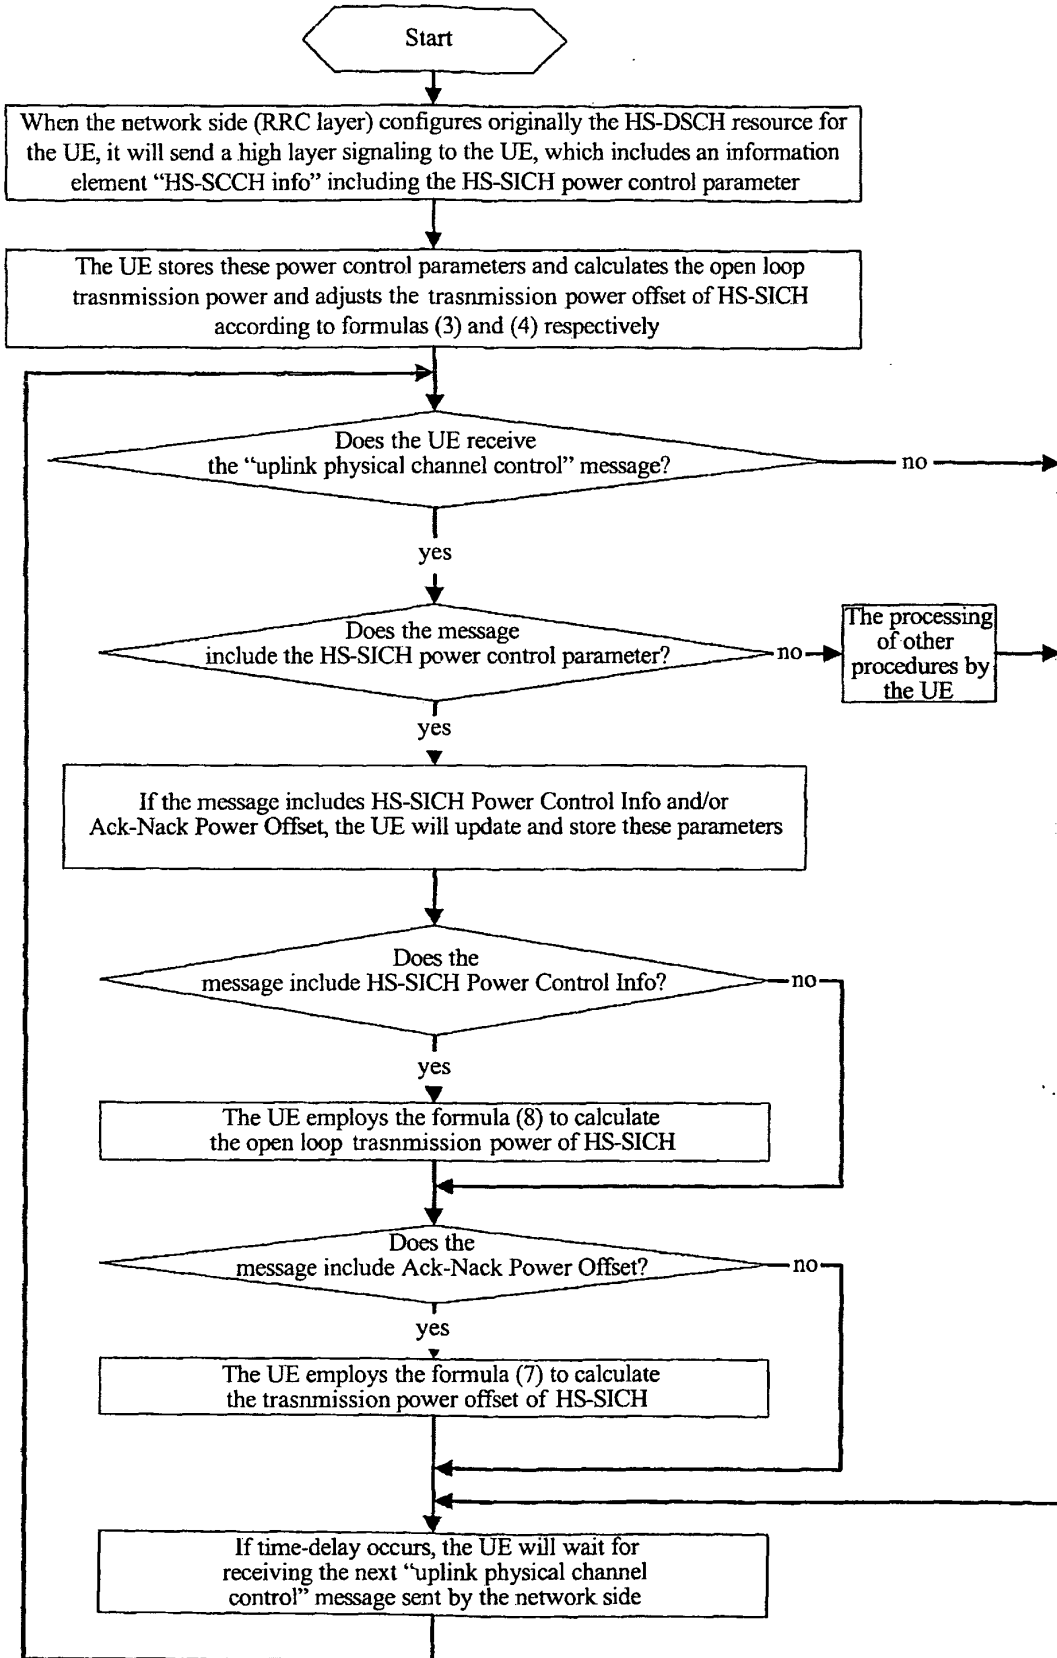 Start
When the network side (RRC layer) configures originally the HS-DSCH resource for
the UE, it will send a high layer signaling to the UE, which includes an information
element “HS-SCCH info” including the HS-SICH power control parameter
The UE stores these power control parameters and calculates the open loop
trasnmission power and adjusts the trasnmission power offset of HS-SICH
according to formulas (3) and (4) respectively
Does the UE receive
the “uplink physical channel control” message?
no
yes
Does the message
include the HS-SICH power control parameter?
no
The processing
of other
procedures by
the UE
yes
If the message includes HS-SICH Power Control Info and/or
Ack-Nack Power Offset, the UE will update and store these parameters
Does the
message include HS-SICH Power Control Info?
no
yes
The UE employs the formula (8) to calculate
the open loop trasnmission power of HS-SICH
Does the
message include Ack-Nack Power Offset?
no
yes
The UE employs the formula (7) to calculate
the trasnmission power offset of HS-SICH
If time-delay occurs, the UE will wait for
receiving the next “uplink physical channel
control” message sent by the network side